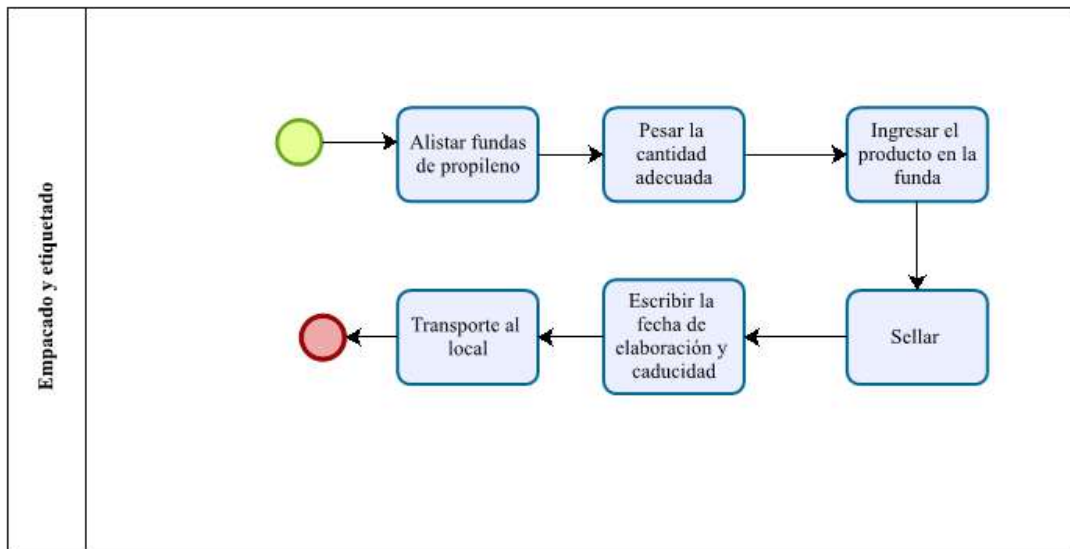 Empacado y etiquetado
Alistar fundas
de propileno
Pesar la
cantidad
adecuada
Ingresar el
producto en la
funda
Sellar
Escribir la
fecha de
elaboración y
caducidad
Transporte al
local